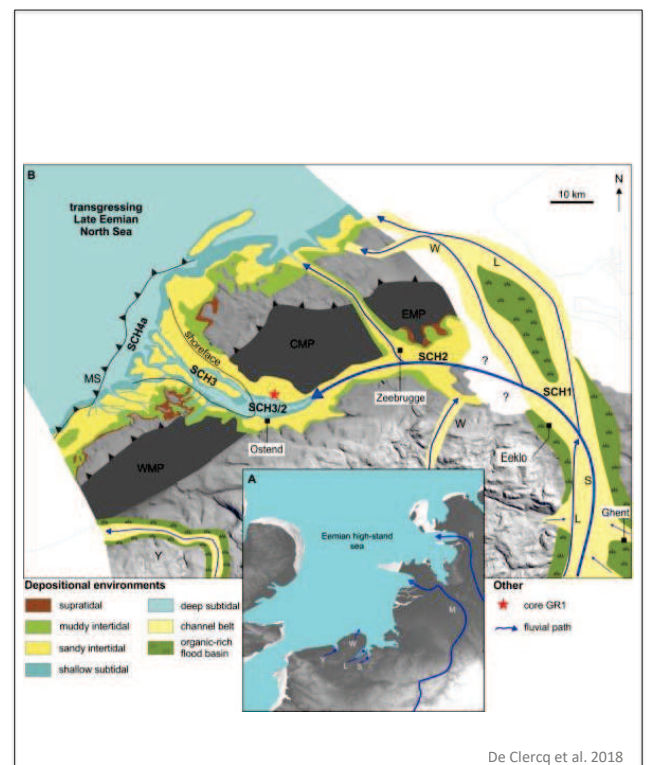 B
transgressing
Late Eemian
North Sea
N
10 km
W
L
SCH4a
EMP
shoreface
CMP
SCH2
MS
SCH3
?
SCH1
Zeebrugge
SCH3/2
?
Ostend
Eeklo
W
WMP
S
A
L
Ghent
Eemian high-stand
sea
Y
R
M
W
Y
L
S
Depositional environments
supratidal
muddy intertidal
sandy intertidal
shallow subtidal
deep subtidal
channel belt
organic-rich
flood basin
Other
core GR1
fluvial path
De Clercq et al. 2018